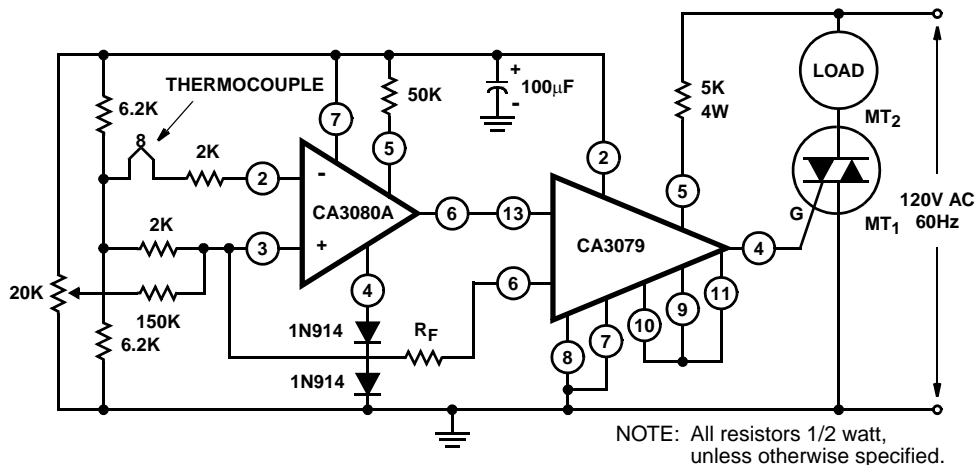 THERMOCOUPLE
6.2K
8
2K
2
7
50K
5
+
-
100μF
-
CA3080A
+
3
6
4
2K
20K
150K
6.2K
1N914
1N914
RF
13
6
2
CA3079
5K
4W
5
4
8
7
10
9
11
LOAD
MT2
MT1
G
120V AC
60Hz
NOTE: All resistors 1/2 watt,
unless otherwise specified.